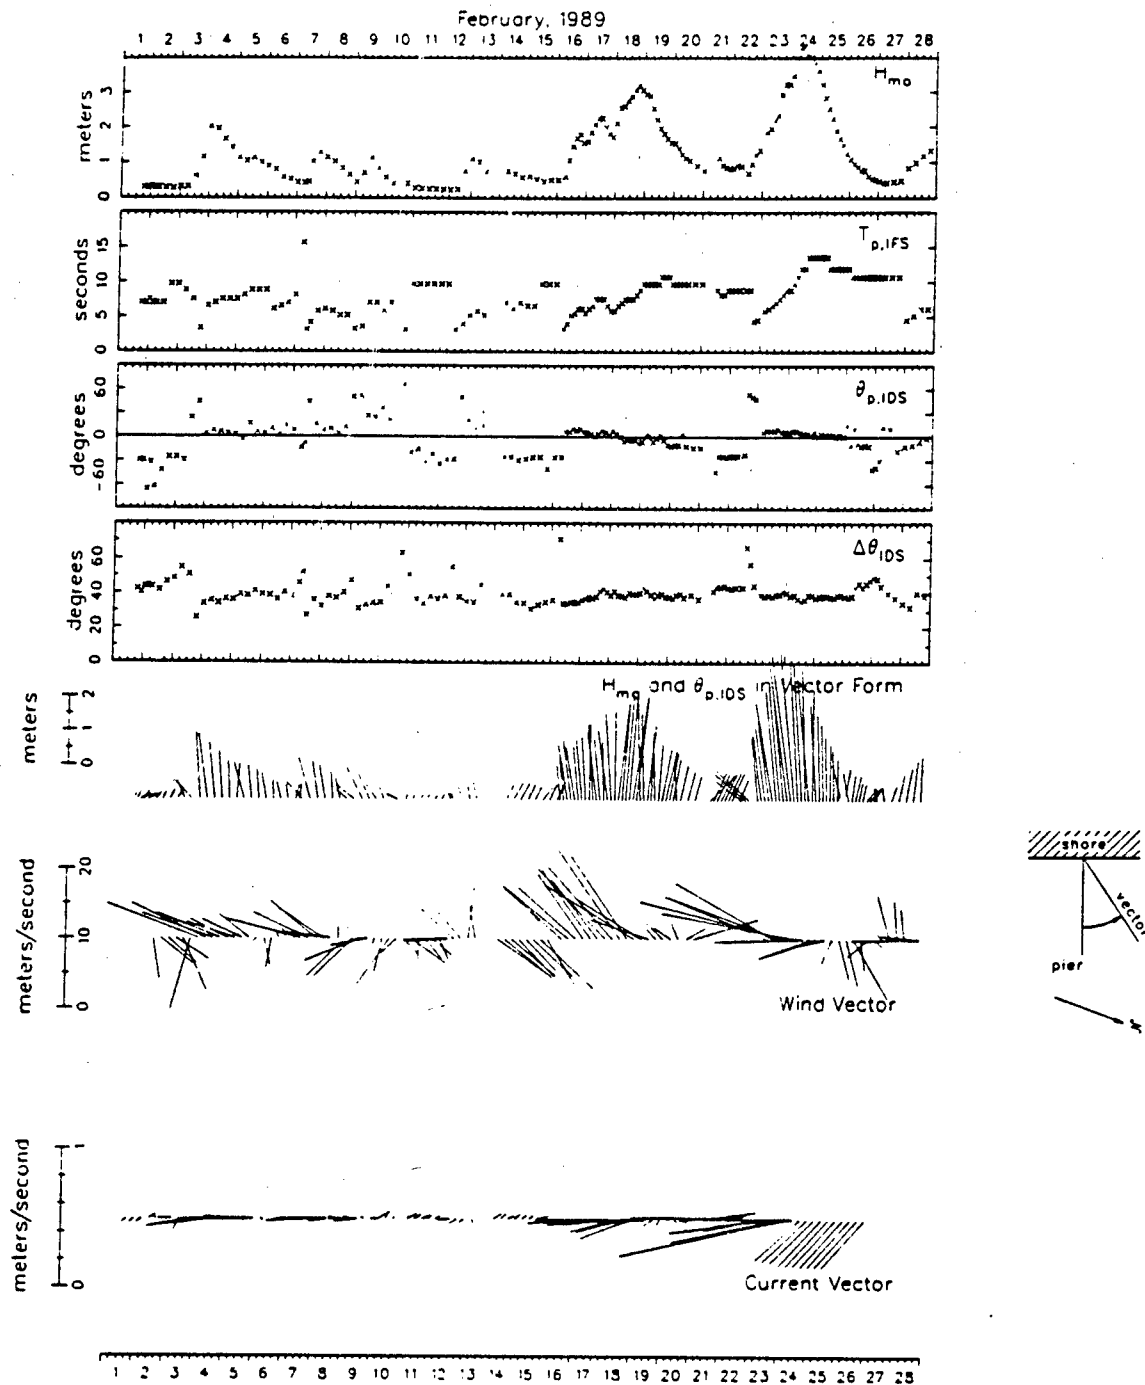 February, 1989
1 2 3 4 5 6 7 8 9 10 11 12 13 14 15 16 17 18 19 20 21 22 23 24 25 26 27 28
Hmo
meters
3
2
1
0
Tp,IFS
seconds
15
10
5
0
θp,IDS
degrees
60
0
-60
Δθ IDS
degrees
60
40
20
0
Hmo and θp,IDS in Vector Form
meters
2
1
0
shore
vector
pier
N
meters/second
20
10
0
Wind Vector
meters/second
1
0
Current Vector
1 2 3 4 5 6 7 8 9 10 11 12 13 14 15 16 17 18 19 20 21 22 23 24 25 26 27 28